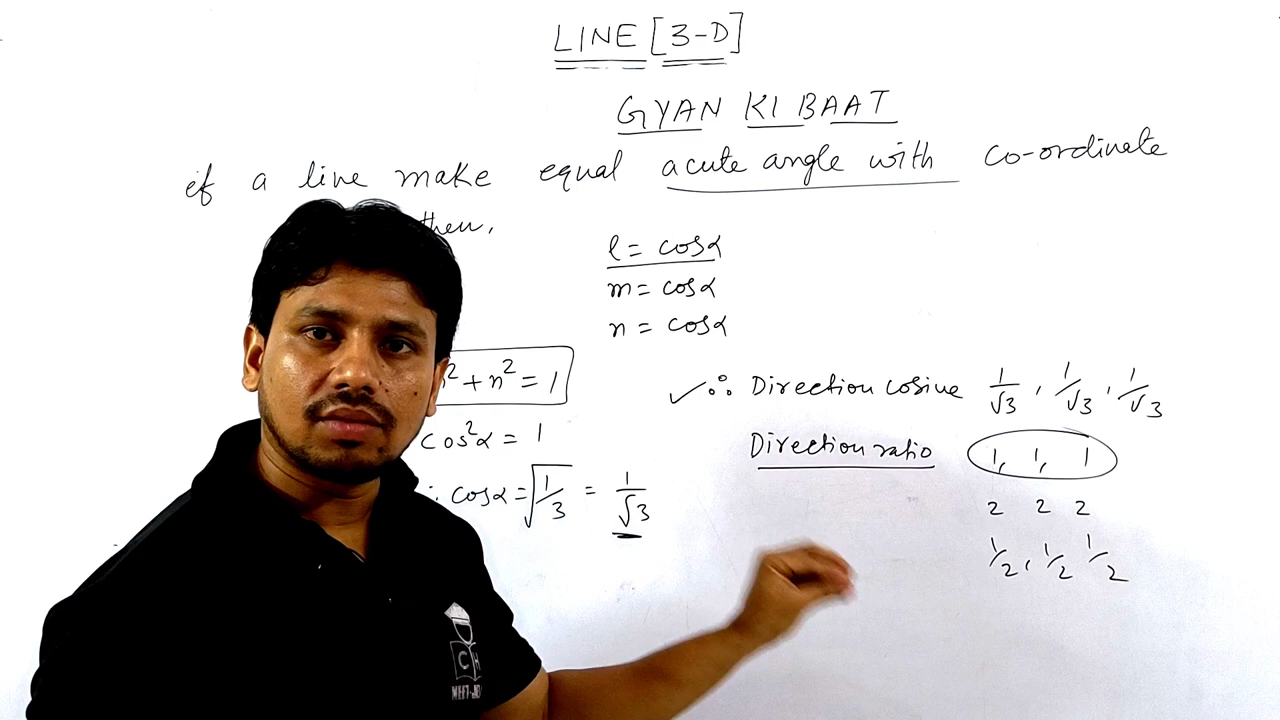 LINE [3-D]
GYAN KI BAAT
if a line make equal acute angle with co-ordinate
then,
l = cosα
m = cosα
n = cosα
² + n² = 1
cos²α = 1
cosα = √1/3 = 1/√3
∴ Direction cosine 1/√3, 1/√3, 1/√3
Direction ratio 1, 1, 1
2 2 2
1/2, 1/2 1/2
C H